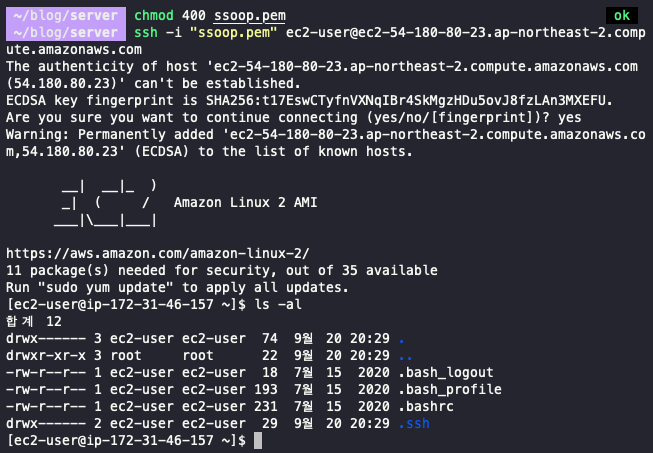 ~/blog/server chmod 400 ssoop.pem ok
~/blog/server ssh -i "ssoop.pem" ec2-user@ec2-54-180-80-23.ap-northeast-2.comp
ute.amazonaws.com
The authenticity of host 'ec2-54-180-80-23.ap-northeast-2.compute.amazonaws.com
(54.180.80.23)' can't be established.
ECDSA key fingerprint is SHA256:t17EswCTyfnVXNqIBr4SkMgzHDu5ovJ8fzLAn3MXEFU.
Are you sure you want to continue connecting (yes/no/[fingerprint])? yes
Warning: Permanently added 'ec2-54-180-80-23.ap-northeast-2.compute.amazonaws.co
m,54.180.80.23' (ECDSA) to the list of known hosts.
__|  __|_  )
_|  (     /   Amazon Linux 2 AMI
___|\___|___|
https://aws.amazon.com/amazon-linux-2/
11 package(s) needed for security, out of 35 available
Run "sudo yum update" to apply all updates.
[ec2-user@ip-172-31-46-157 ~]$ ls -al
합계 12
drwx------ 3 ec2-user ec2-user  74  9월  20 20:29 .
drwxr-xr-x 3 root     root      22  9월  20 20:29 ..
-rw-r--r-- 1 ec2-user ec2-user  18  7월  15  2020 .bash_logout
-rw-r--r-- 1 ec2-user ec2-user 193  7월  15  2020 .bash_profile
-rw-r--r-- 1 ec2-user ec2-user 231  7월  15  2020 .bashrc
drwx------ 2 ec2-user ec2-user  29  9월  20 20:29 .ssh
[ec2-user@ip-172-31-46-157 ~]$